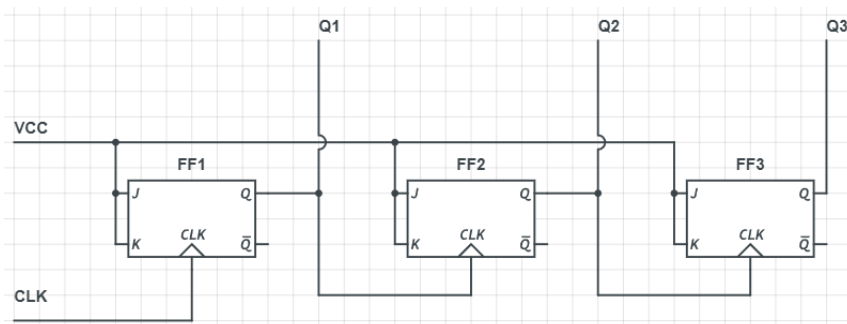 Q1 Q2 Q3
VCC
FF1 FF2 FF3
J Q J Q J Q
K CLK Q̅ K CLK Q̅ K CLK Q̅
CLK